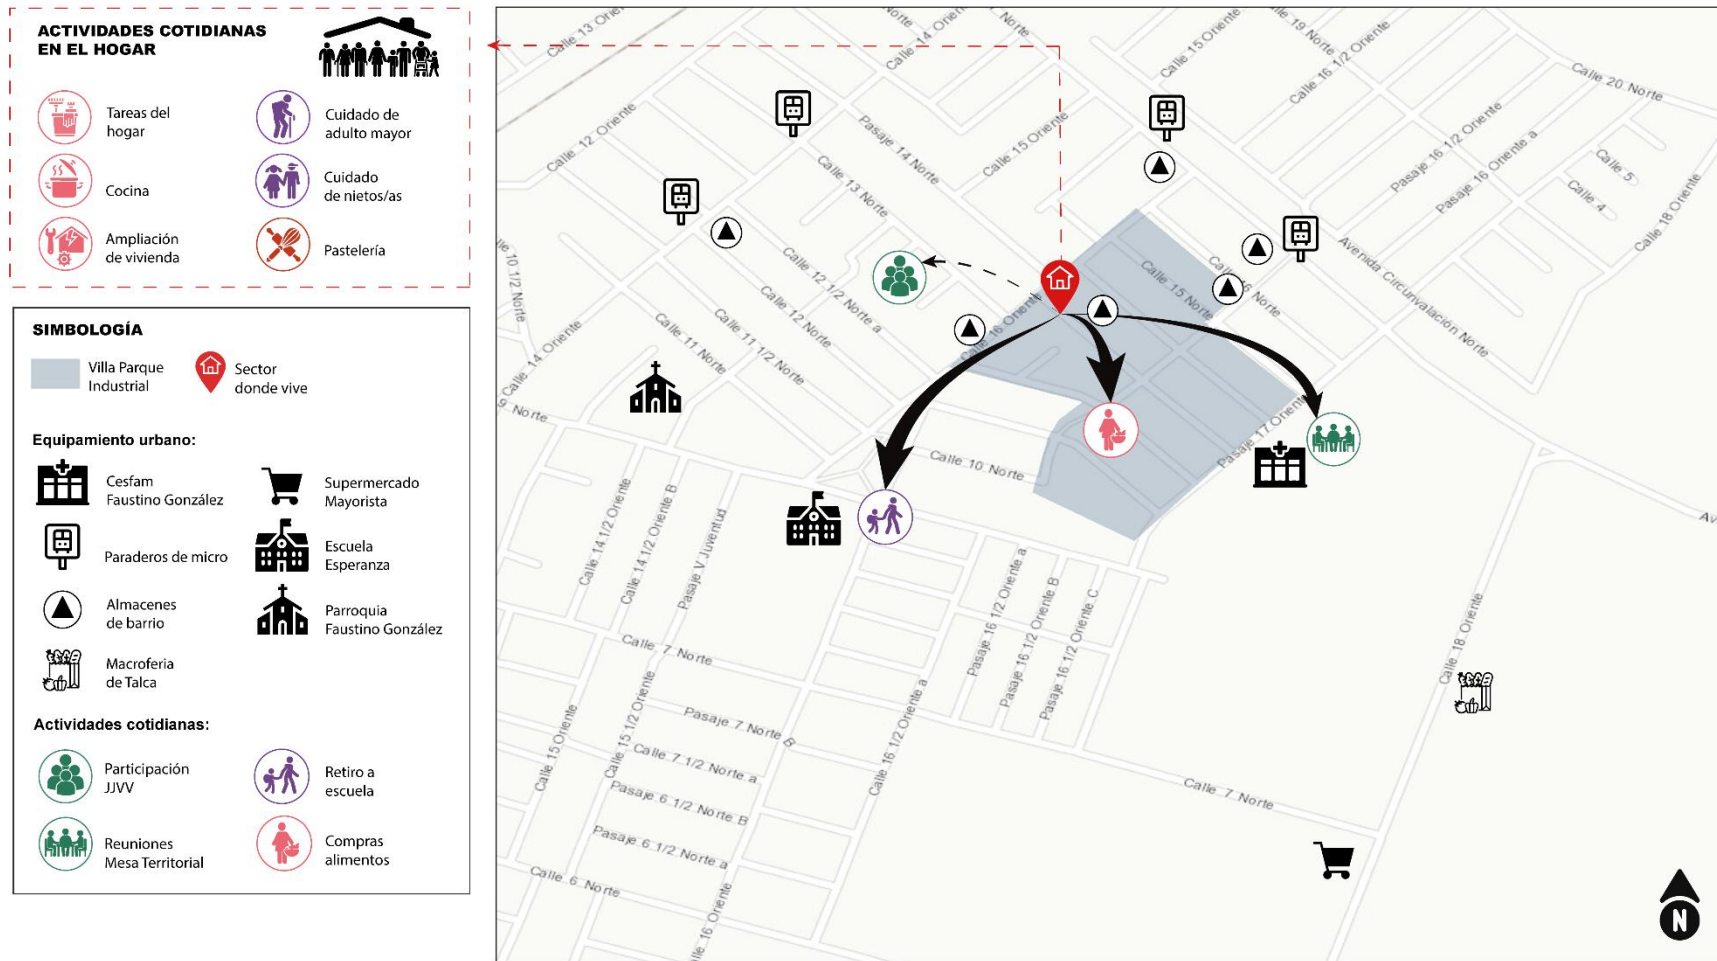 ACTIVIDADES COTIDIANAS
EN EL HOGAR
Tareas del
hogar
Cuidado de
adulto mayor
Cocina
Cuidado
de nietos/as
Ampliación
de vivienda
Pastelería
SIMBOLOGÍA
Villa Parque
Industrial
Sector
donde vive
Equipamiento urbano:
Cesfam
Faustino González
Supermercado
Mayorista
Paraderos de micro
Escuela
Esperanza
Almacenes
de barrio
Parroquia
Faustino González
Macroferia
de Talca
Actividades cotidianas:
Participación
JJVV
Retiro a
escuela
Reuniones
Mesa Territorial
Compras
alimentos
Calle 14 Oriente
Calle 15 Oriente
Calle 19 Norte
Calle 16 1/2 Oriente
Calle 20 Norte
Calle 12 Oriente
Pasaje 14 Norte
Calle 15 Oriente
Pasaje 16 1/2 Oriente
Pasaje 16 Oriente a
Calle 5
Calle 4
Calle 18 Oriente
Calle 13 Norte
Avenida Circunvalación Norte
Calle 12 1/2 Norte a
Calle 12 Norte
Calle 11 1/2 Norte
Calle 11 Norte
Calle 14 Oriente
Calle 16 Oriente
Calle 15 Norte
9 Norte
Calle 10 Norte
Pasaje 17 Oriente
Calle 14 1/2 Oriente
Calle 14 1/2 Oriente B
Pasaje V Juventud
Pasaje 16 1/2 Oriente a
Pasaje 16 1/2 Oriente B
Pasaje 16 1/2 Oriente C
Calle 18 Oriente
Calle 7 Norte
Calle 15 Oriente
Calle 15 1/2 Oriente
Calle 16 1/2 Oriente a
Pasaje 7 Norte B
Calle 7 1/2 Norte a
Pasaje 6 1/2 Norte B
Pasaje 6 1/2 Norte a
Calle 7 Norte
Calle 6 Norte
Calle 16 Oriente
N